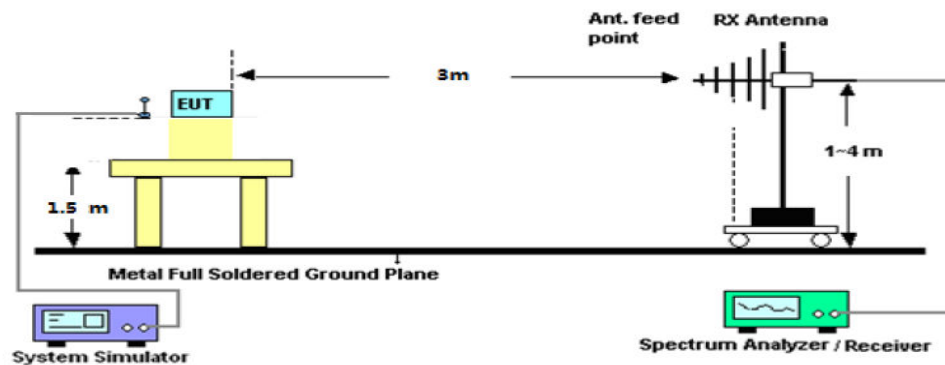 Ant. feed
point
RX Antenna
3m
EUT
1~4 m
1.5 m
Metal Full Soldered Ground Plane
System Simulator
Spectrum Analyzer / Receiver